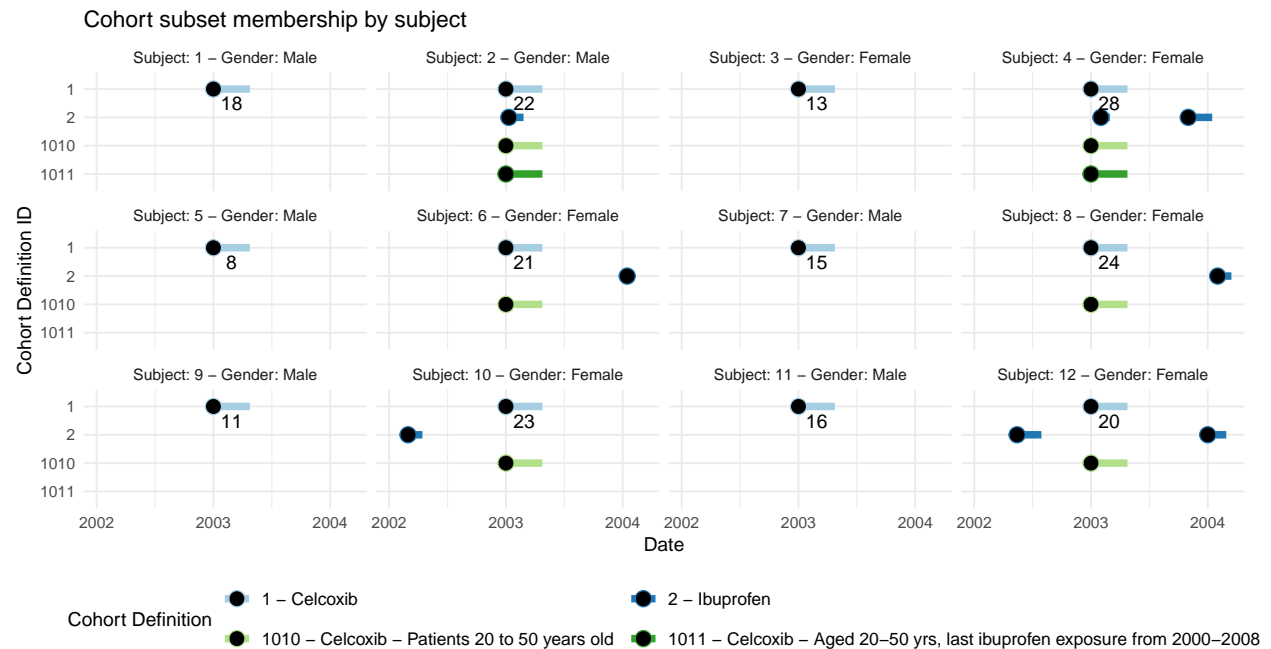 Cohort subset membership by subject
Subject: 1 − Gender: Male
Subject: 2 − Gender: Male
Subject: 3 − Gender: Female
Subject: 4 − Gender: Female
1
18
22
13
28
2
1010
1011
Subject: 5 − Gender: Male
Subject: 6 − Gender: Female
Subject: 7 − Gender: Male
Subject: 8 − Gender: Female
1
8
21
15
24
2
1010
1011
Subject: 9 − Gender: Male
Subject: 10 − Gender: Female
Subject: 11 − Gender: Male
Subject: 12 − Gender: Female
1
11
23
16
20
2
1010
1011
Cohort Definition ID
2002 2003 2004 2002 2003 2004 2002 2003 2004 2002 2003 2004
Date
Cohort Definition
1 − Celcoxib
2 − Ibuprofen
1010 − Celcoxib − Patients 20 to 50 years old
1011 − Celcoxib − Aged 20−50 yrs, last ibuprofen exposure from 2000−2008